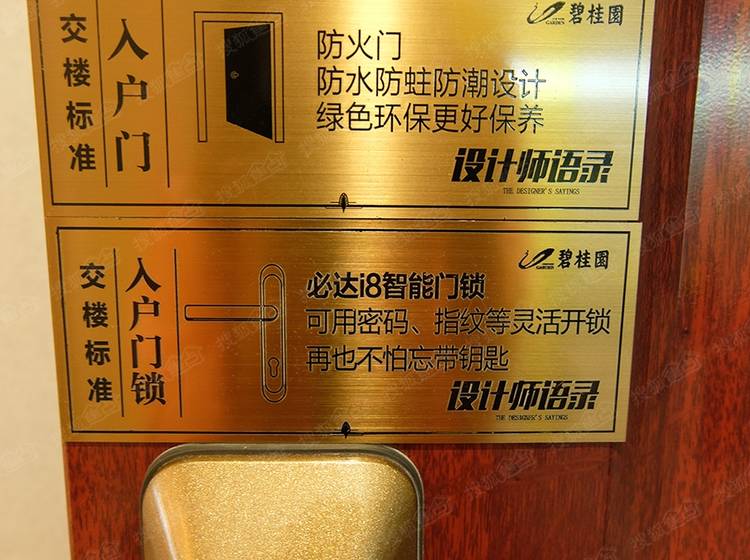 交楼标准
入户门
防火门
防水防蛀防潮设计
绿色环保更好保养
碧桂園
GARDEN
设计师语录
THE DESIGNER'S SAYINGS
交楼标准
入户门锁
必达i8智能门锁
可用密码、指纹等灵活开锁
再也不怕忘带钥匙
碧桂園
GARDEN
设计师语录
THE DESIGNER'S SAYINGS